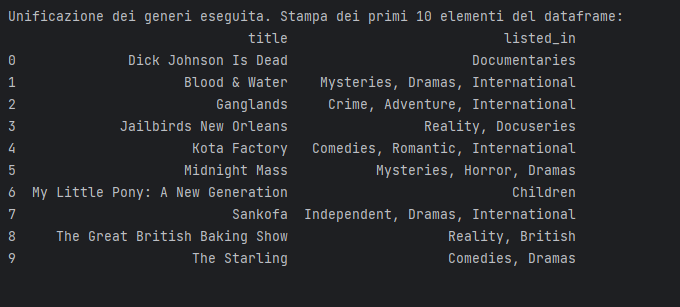 Unificazione dei generi eseguita. Stampa dei primi 10 elementi del dataframe:
title listed_in
0 Dick Johnson Is Dead Documentaries
1 Blood & Water Mysteries, Dramas, International
2 Ganglands Crime, Adventure, International
3 Jailbirds New Orleans Reality, Docuseries
4 Kota Factory Comedies, Romantic, International
5 Midnight Mass Mysteries, Horror, Dramas
6 My Little Pony: A New Generation Children
7 Sankofa Independent, Dramas, International
8 The Great British Baking Show Reality, British
9 The Starling Comedies, Dramas